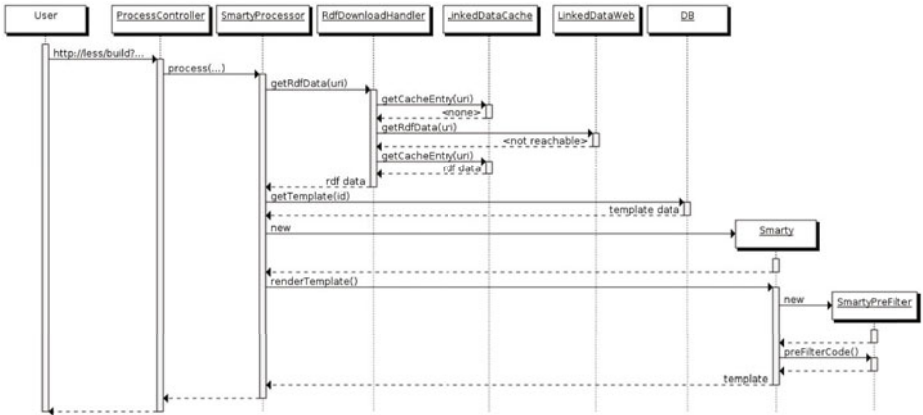 User
ProcessController
SmartyProcessor
RdfDownloadHandler
LinkedDataCache
LinkedDataWeb
DB
http://less/build?...
process(...)
getRdfData(uri)
getCacheEntry(uri)
<none>
getRdfData(uri)
<not reachable>
getCacheEntry(uri)
rdf data
rdf data
getTemplate(id)
template data
new
Smarty
renderTemplate()
new
SmartyPreFilter
preFilterCode()
template